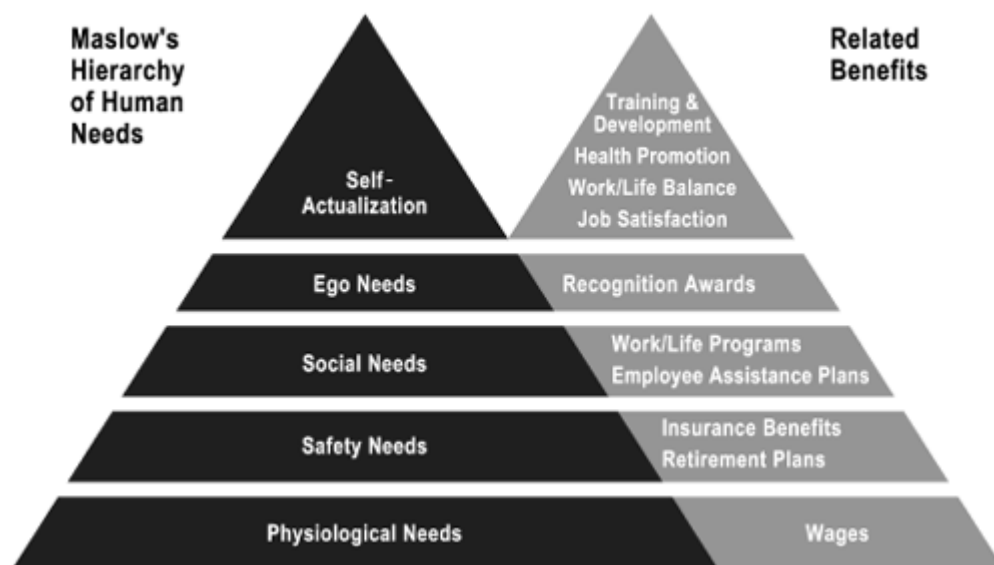 Maslow's
Hierarchy
of Human
Needs
Related
Benefits
Self-
Actualization
Training &
Development
Health Promotion
Work/Life Balance
Job Satisfaction
Ego Needs
Recognition Awards
Social Needs
Work/Life Programs
Employee Assistance Plans
Safety Needs
Insurance Benefits
Retirement Plans
Physiological Needs
Wages